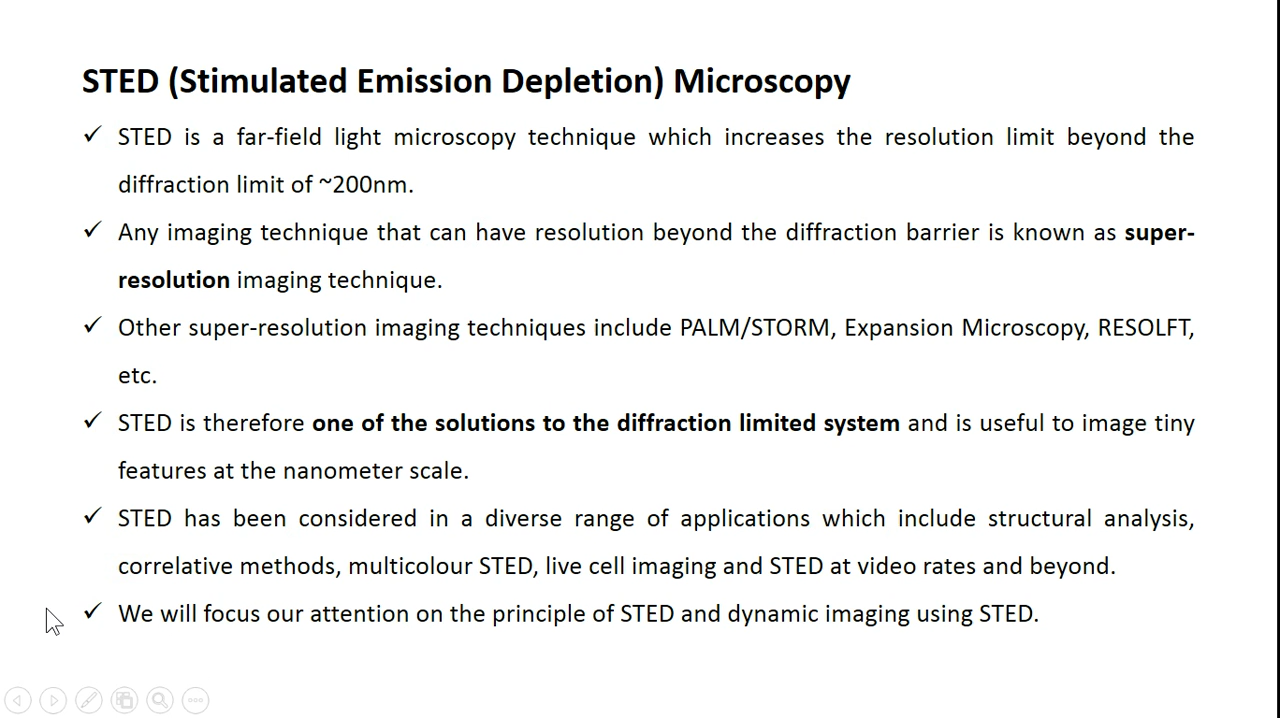 STED (Stimulated Emission Depletion) Microscopy
✓ STED is a far-field light microscopy technique which increases the resolution limit beyond the
diffraction limit of ~200nm.
✓ Any imaging technique that can have resolution beyond the diffraction barrier is known as super-
resolution imaging technique.
✓ Other super-resolution imaging techniques include PALM/STORM, Expansion Microscopy, RESOLFT,
etc.
✓ STED is therefore one of the solutions to the diffraction limited system and is useful to image tiny
features at the nanometer scale.
✓ STED has been considered in a diverse range of applications which include structural analysis,
correlative methods, multicolour STED, live cell imaging and STED at video rates and beyond.
✓ We will focus our attention on the principle of STED and dynamic imaging using STED.